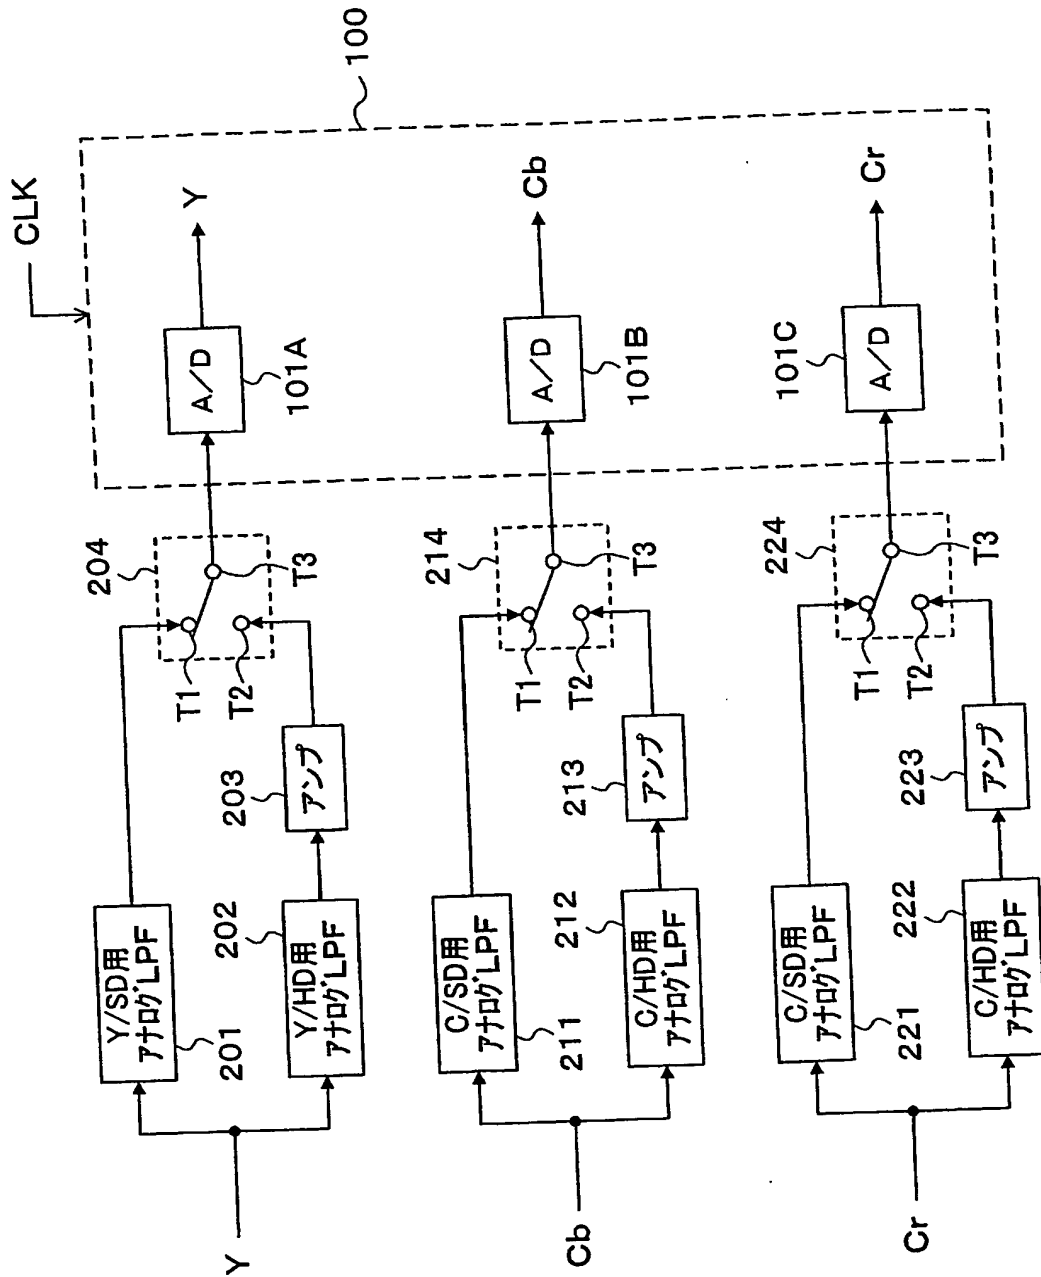 CLK
100
Y
A/D
101A
204
T3
T1
T2
203
アンプ
Y/SD用
アナログLPF
201
202
Y/HD用
アナログLPF
Y
Cb
A/D
101B
214
T3
T1
T2
213
アンプ
C/SD用
アナログLPF
211
212
C/HD用
アナログLPF
Cb
Cr
A/D
101C
224
T3
T1
T2
223
アンプ
C/SD用
アナログLPF
221
222
C/HD用
アナログLPF
Cr